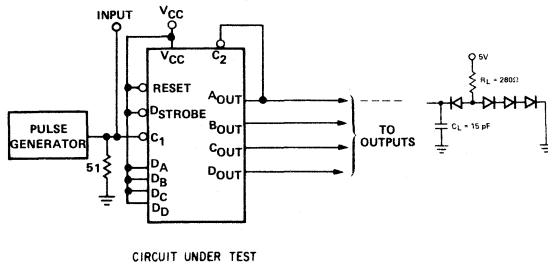 INPUT
VCC
VCC
C2
RESET
DSTROBE
C1
DA
DB
DC
DD
AOUT
BOUT
COUT
DOUT
PULSE
GENERATOR
51
TO
OUTPUTS
5V
RL = 280Ω
CL = 15 pF
CIRCUIT UNDER TEST